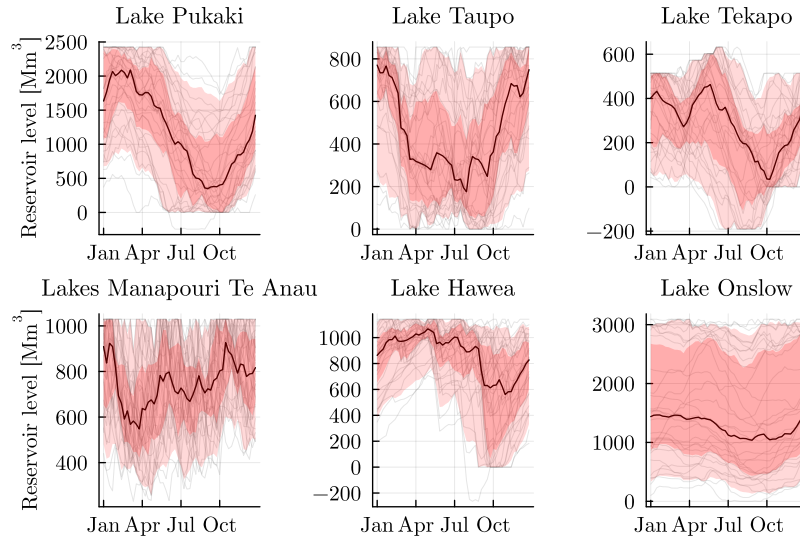 Lake Pukaki
Lake Taupo
Lake Tekapo
Reservoir level [Mm³]
2500
2000
1500
1000
500
0
Jan Apr Jul Oct
800
600
400
200
0
Jan Apr Jul Oct
600
400
200
0
−200
Jan Apr Jul Oct
Lakes Manapouri Te Anau
Lake Hawea
Lake Onslow
Reservoir level [Mm³]
1000
800
600
400
Jan Apr Jul Oct
1000
800
600
400
200
0
−200
Jan Apr Jul Oct
3000
2000
1000
0
Jan Apr Jul Oct